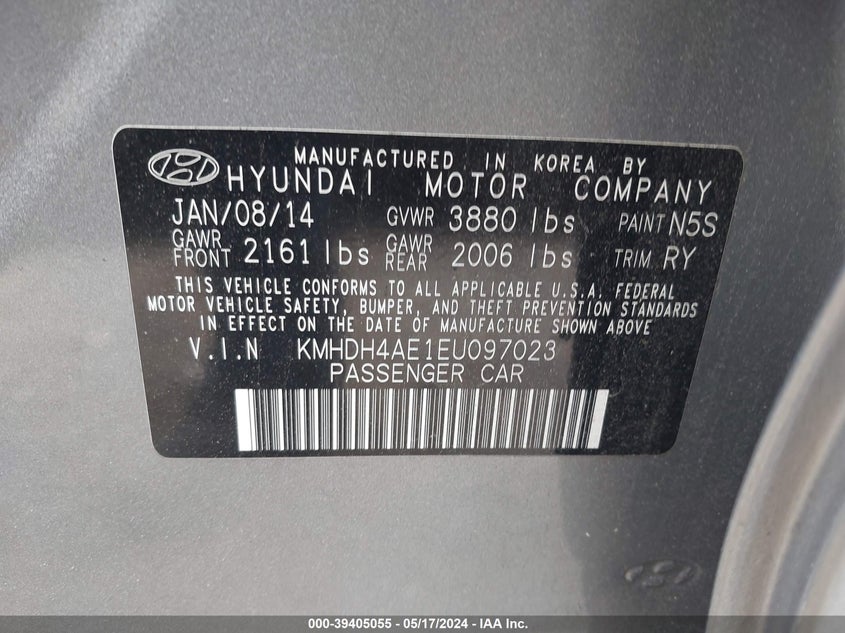 MANUFACTURED IN KOREA BY
HYUNDAI MOTOR COMPANY
JAN/08/14 GVWR 3880 lbs PAINT N5S
GAWR FRONT 2161 lbs GAWR REAR 2006 lbs TRIM RY
THIS VEHICLE CONFORMS TO ALL APPLICABLE U.S.A. FEDERAL
MOTOR VEHICLE SAFETY, BUMPER, AND THEFT PREVENTION STANDARDS
IN EFFECT ON THE DATE OF MANUFACTURE SHOWN ABOVE
V.I.N KMHDH4AE1EU097023
PASSENGER CAR
000-39405055 - 05/17/2024 - IAA Inc.